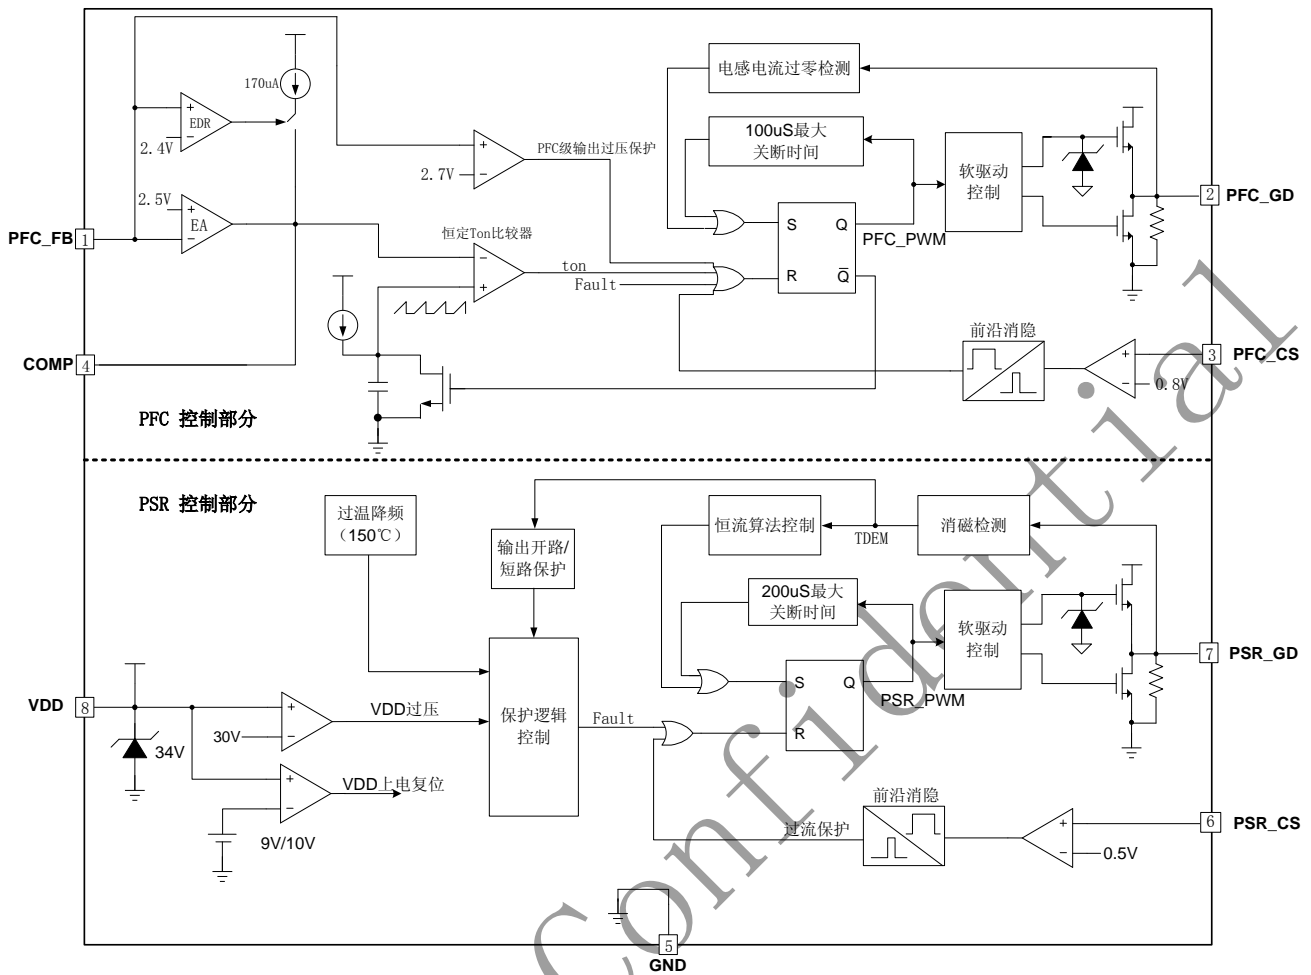 170uA
EDR
2.4V
2.5V
EA
PFC_FB
1
2.7V
PFC级输出过压保护
恒定Ton比较器
ton
Fault
电感电流过零检测
100uS最大
关断时间
S
Q
R
Q̅
PFC_PWM
软驱动
控制
2
PFC_GD
前沿消隐
0.8V
3
PFC_CS
COMP
4
PFC 控制部分
PSR 控制部分
过温降频
（150℃）
输出开路/
短路保护
恒流算法控制
TDEM
消磁检测
200uS最大
关断时间
S
Q
R
PSR_PWM
软驱动
控制
7
PSR_GD
VDD
8
34V
30V
VDD过压
9V/10V
VDD上电复位
保护逻辑
控制
Fault
过流保护
前沿消隐
0.5V
6
PSR_CS
5
GND
Confidential